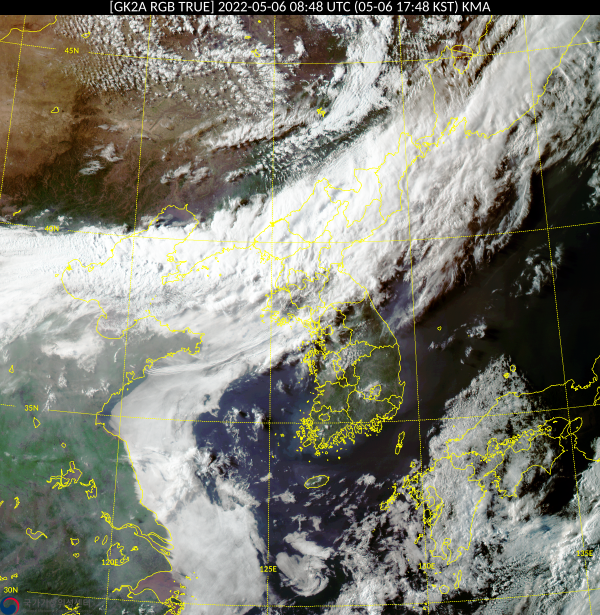 [GK2A RGB TRUE] 2022-05-06 08:48 UTC (05-06 17:48 KST) KMA
45N
40N
35N
120E
125E
130E
135E
30N